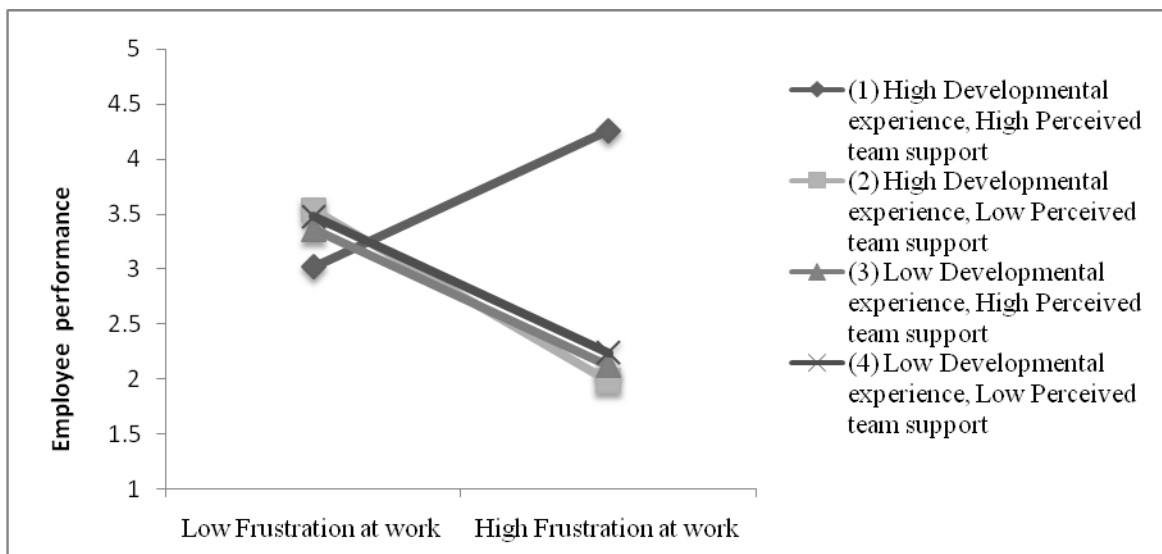 5
4.5
4
3.5
3
2.5
2
1.5
1
Employee performance
Low Frustration at work
High Frustration at work
(1) High Developmental
experience, High Perceived
team support
(2) High Developmental
experience, Low Perceived
team support
(3) Low Developmental
experience, High Perceived
team support
(4) Low Developmental
experience, Low Perceived
team support